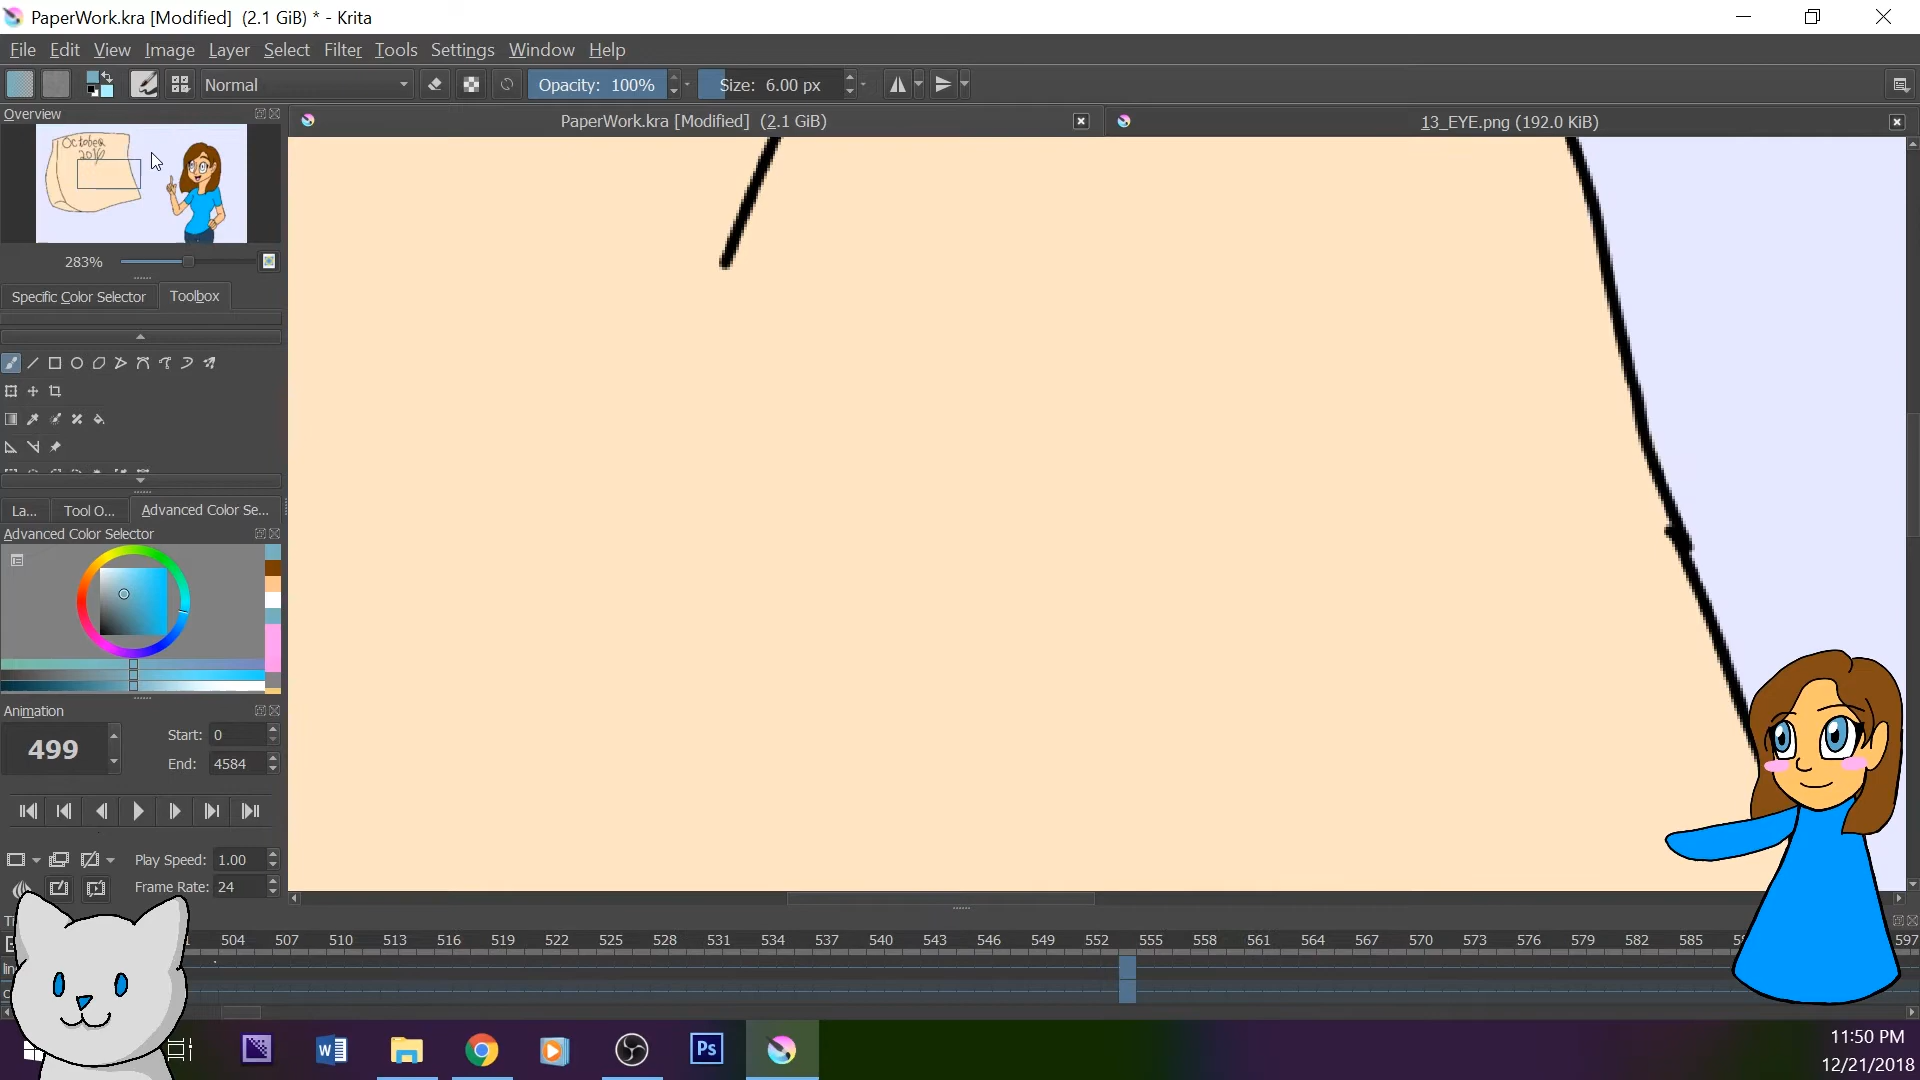 PaperWork.kra [Modified]  (2.1 GiB) * - Krita
File Edit View Image Layer Select Filter Tools Settings Window Help
Normal Opacity: 100% Size: 6.00 px
Overview
PaperWork.kra [Modified]  (2.1 GiB)
13_EYE.png (192.0 KiB)
October
283%
Specific Color Selector Toolbox
La... Tool O... Advanced Color Se...
Advanced Color Selector
Animation
499
Start: 0
End: 4584
Play Speed: 1.00
Frame Rate: 24
504 507 510 513 516 519 522 525 528 531 534 537 540 543 546 549 552 555 558 561 564 567 570 573 576 579 582 585 597
Ps
11:50 PM
12/21/2018